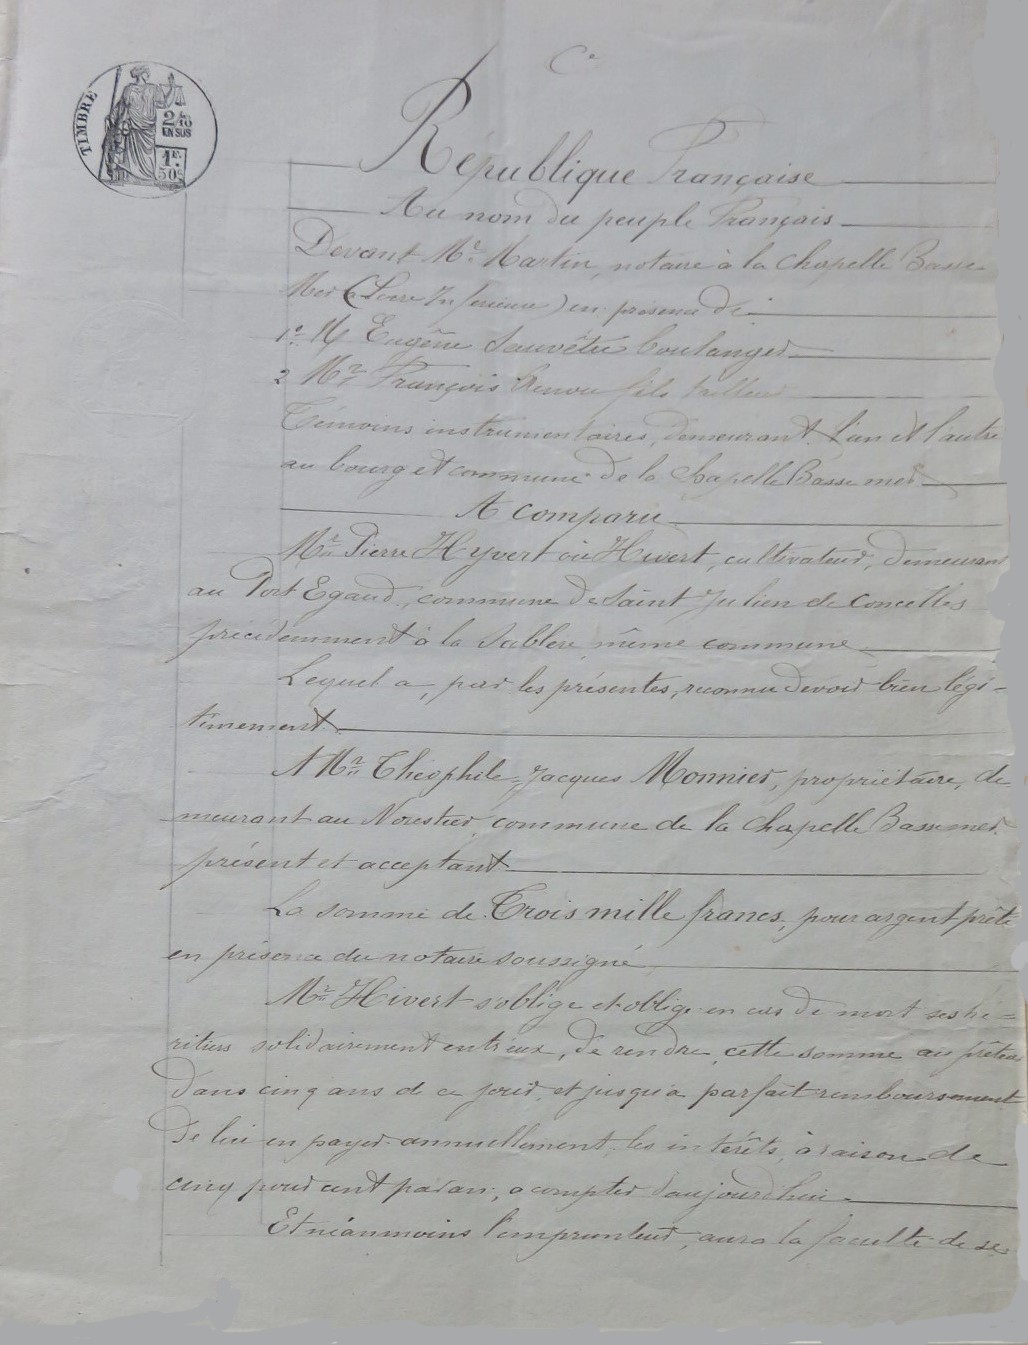 Ce
TIMBRE
2/10
EN SUS
1F.
50c
République Française
Au nom du peuple Français
Devant Me Martin, notaire à la Chapelle Basse
Mer (Loire Inférieure) en présence de:
1° M Eugène Sauvêtre boulanger
2 Mr François Renou fils
Témoins instrumentaires, demeurant l'un et l'autre
au bourg et commune de la Chapelle Basse mer
A comparu
Mr Pierre Hyvert ou Hivert, cultivateur, demeurant
au Port Egaud, commune de Saint Julien de Concelles
précédemment à la Sablère, même commune
Lequel a, par les présentes, reconnu devoir bien légi-
timement
A Mr Théophile-Jacques Monnier, propriétaire, de
meurant au Norestier, commune de la Chapelle Basse mer,
présent et acceptant
La somme de Trois mille francs, pour argent prêté
en présence du notaire soussigné
Mr Hivert s'oblige et oblige en cas de mort ses hé=
ritiers solidairement entr'eux, de rendre cette somme au prêteur
dans cinq ans de ce jour, et jusqu'à parfait remboursement
de lui en payer annuellement les intérêts, à raison de
cinq pour cent par an, à compter d'aujourd'hui
Et néanmoins l'emprunteur, aura la faculté de se